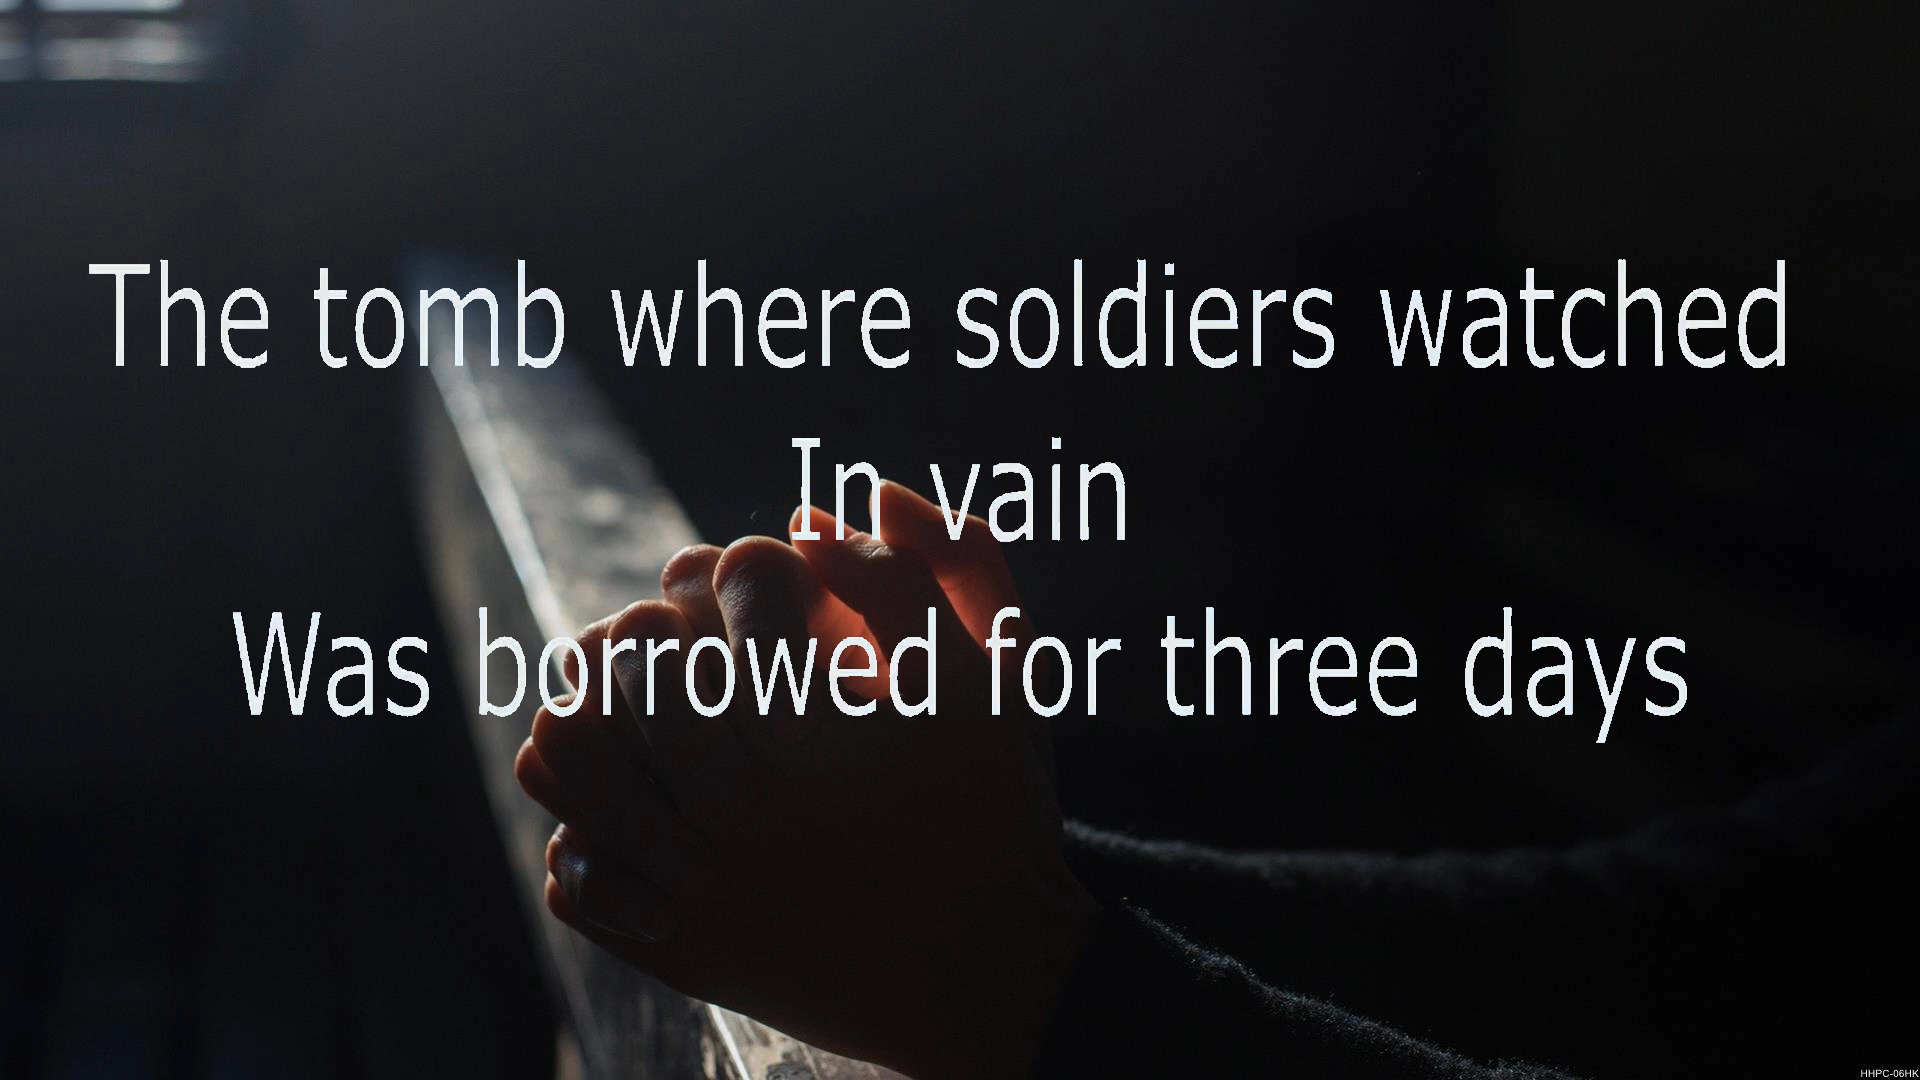 The tomb where soldiers watched
In vain
Was borrowed for three days
HHPC-06HK